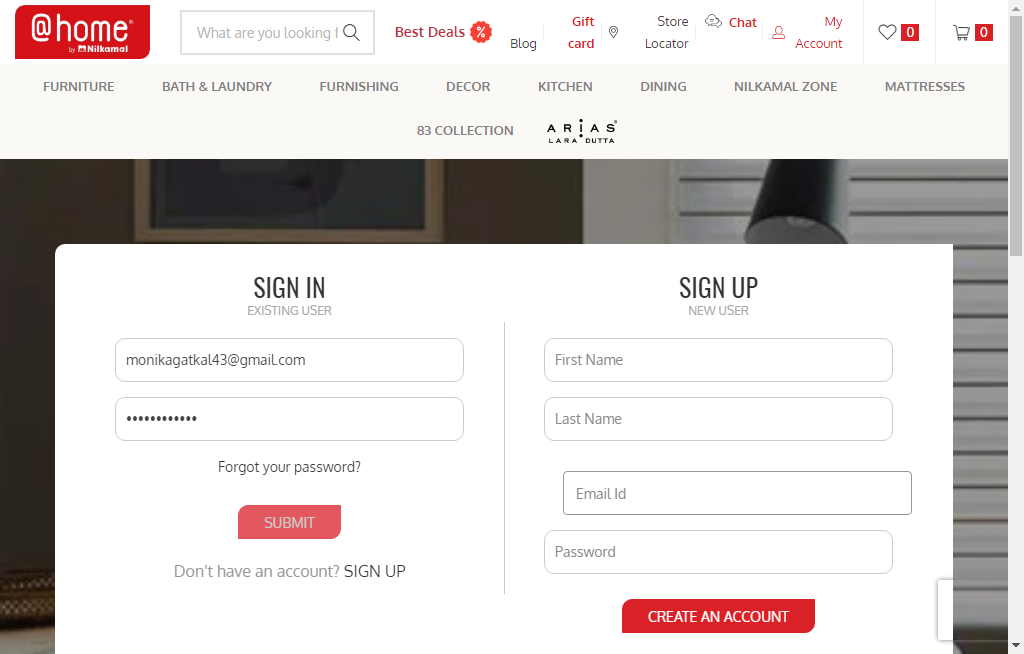 @home
by Nilkamal
What are you looking f
Best Deals %
Blog
Gift
card
Store
Locator
Chat
My
Account
0
0
FURNITURE BATH & LAUNDRY FURNISHING DECOR KITCHEN DINING NILKAMAL ZONE MATTRESSES
83 COLLECTION ARIAS
LARA DUTTA
SIGN IN
EXISTING USER
monikagatkal43@gmail.com
••••••••••••
Forgot your password?
SUBMIT
Don't have an account? SIGN UP
SIGN UP
NEW USER
First Name
Last Name
Email Id
Password
CREATE AN ACCOUNT